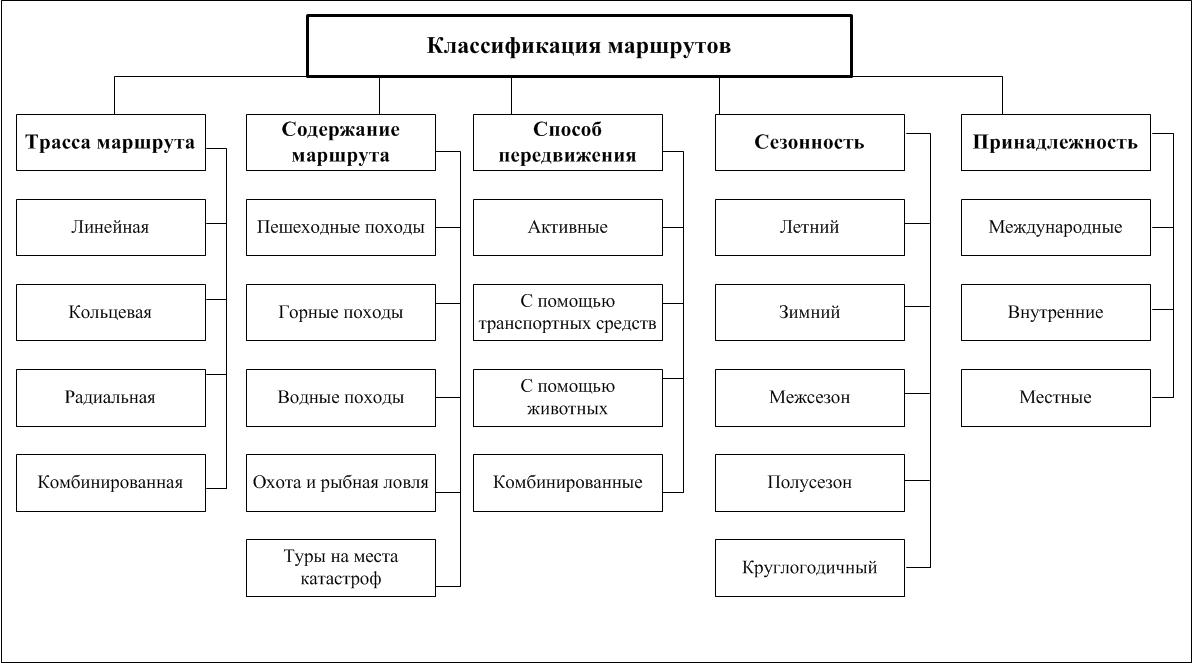 Классификация маршрутов
Трасса маршрута
Линейная
Кольцевая
Радиальная
Комбинированная
Содержание
маршрута
Пешеходные походы
Горные походы
Водные походы
Охота и рыбная ловля
Туры на места
катастроф
Способ
передвижения
Активные
С помощью
транспортных средств
С помощью
животных
Комбинированные
Сезонность
Летний
Зимний
Межсезон
Полусезон
Круглогодичный
Принадлежность
Международные
Внутренние
Местные